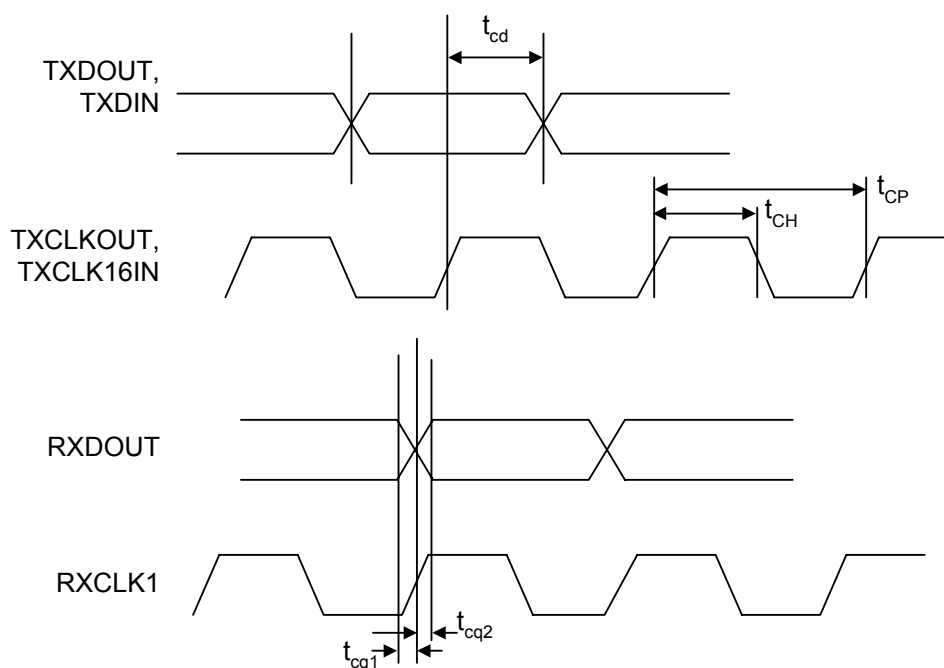 t_cd
TXDOUT,
TXDIN
t_CP
t_CH
TXCLKOUT,
TXCLK16IN
RXDOUT
RXCLK1
t_cq2
t_cq1